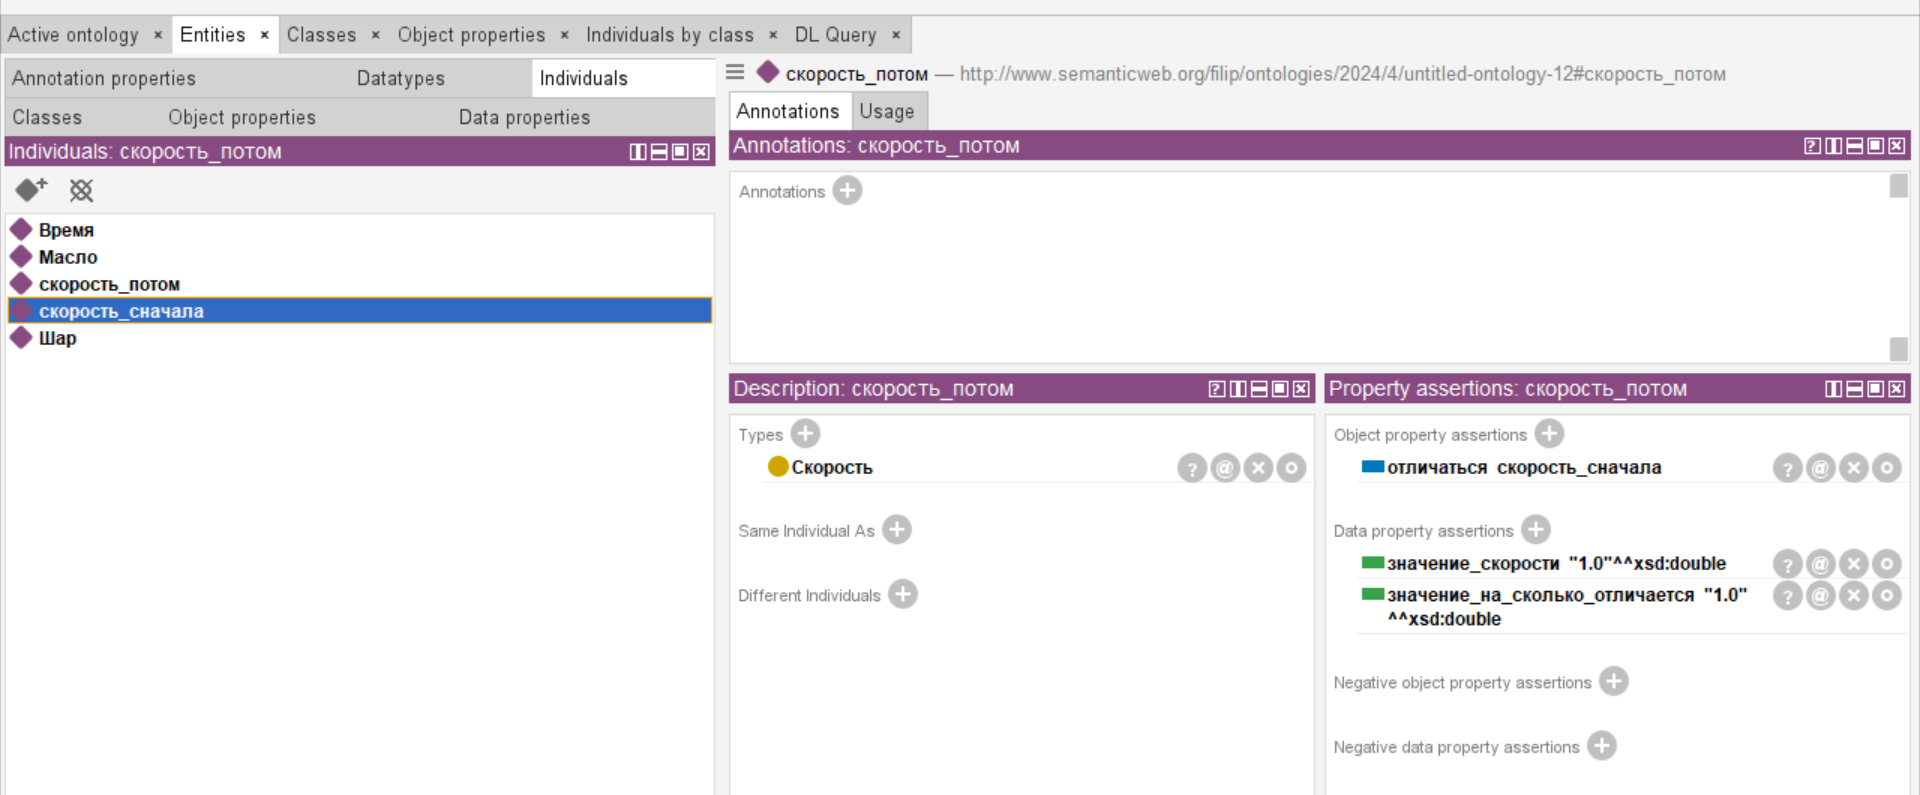 Active ontology × Entities × Classes × Object properties × Individuals by class × DL Query ×
Annotation properties Datatypes Individuals
Classes Object properties Data properties
Individuals: скорость_потом
Время
Масло
скорость_потом
скорость_сначала
Шар
скорость_потом — http://www.semanticweb.org/filip/ontologies/2024/4/untitled-ontology-12#скорость_потом
Annotations Usage
Annotations: скорость_потом
Annotations
Description: скорость_потом
Types
Скорость
Same Individual As
Different Individuals
Property assertions: скорость_потом
Object property assertions
отличаться скорость_сначала
Data property assertions
значение_скорости "1.0"^^xsd:double
значение_на_сколько_отличается "1.0"
^^xsd:double
Negative object property assertions
Negative data property assertions